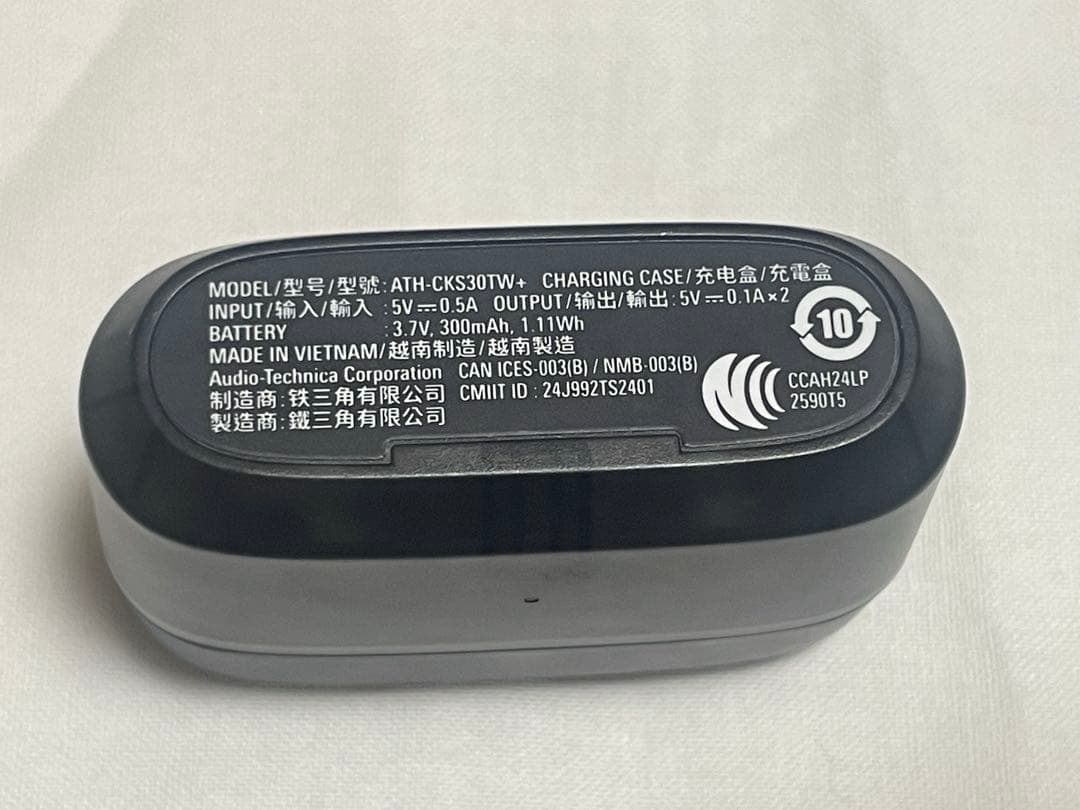 MODEL/型号/型號:ATH-CKS30TW+ CHARGING CASE/充电盒/充電盒
INPUT/输入/輸入 :5V⎓0.5A OUTPUT/输出/輸出:5V⎓0.1A×2
BATTERY :3.7V, 300mAh, 1.11Wh
MADE IN VIETNAM/越南制造/越南製造
Audio-Technica Corporation CAN ICES-003(B) / NMB-003(B)
制造商:铁三角有限公司 CMIIT ID : 24J992TS2401
製造商:鐵三角有限公司
10
CCAH24LP
2590T5